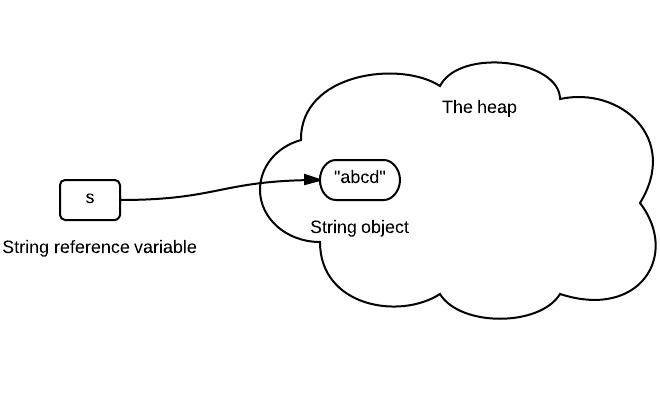 The heap
s
"abcd"
String object
String reference variable